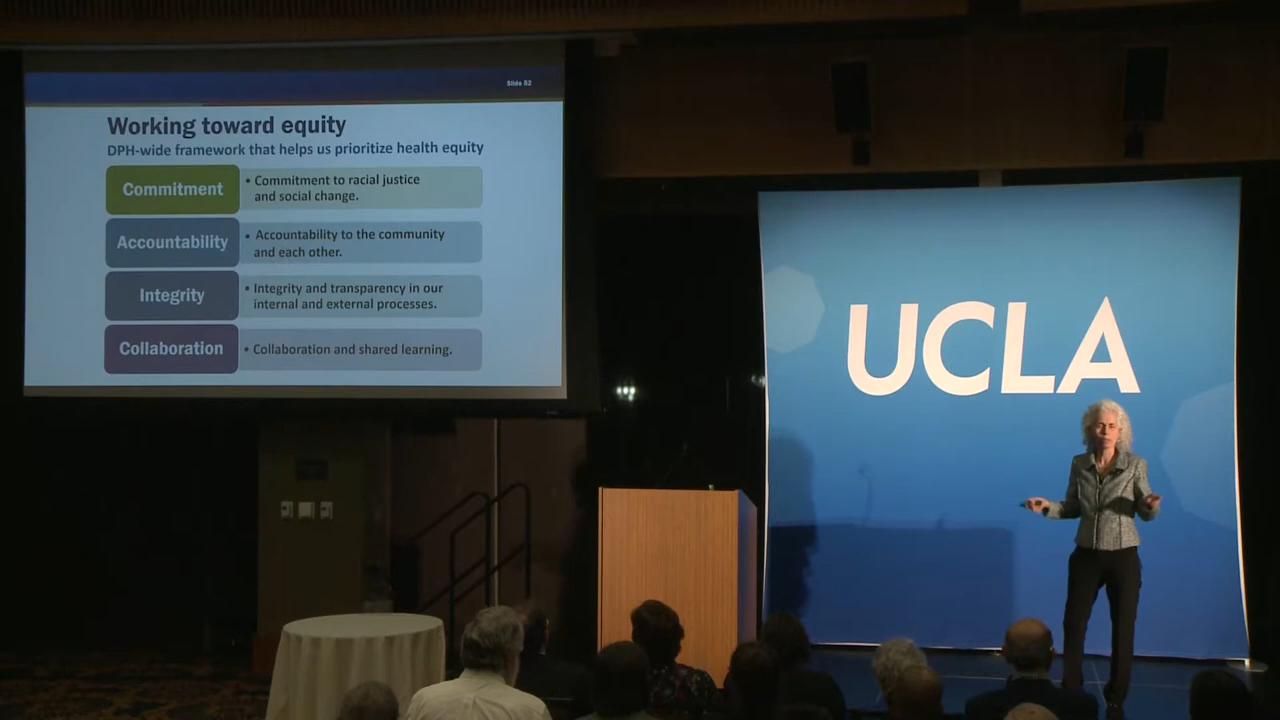 Slide 52
Working toward equity
DPH-wide framework that helps us prioritize health equity
Commitment
• Commitment to racial justice
and social change.
Accountability
• Accountability to the community
and each other.
Integrity
• Integrity and transparency in our
internal and external processes.
Collaboration
• Collaboration and shared learning.
UCLA